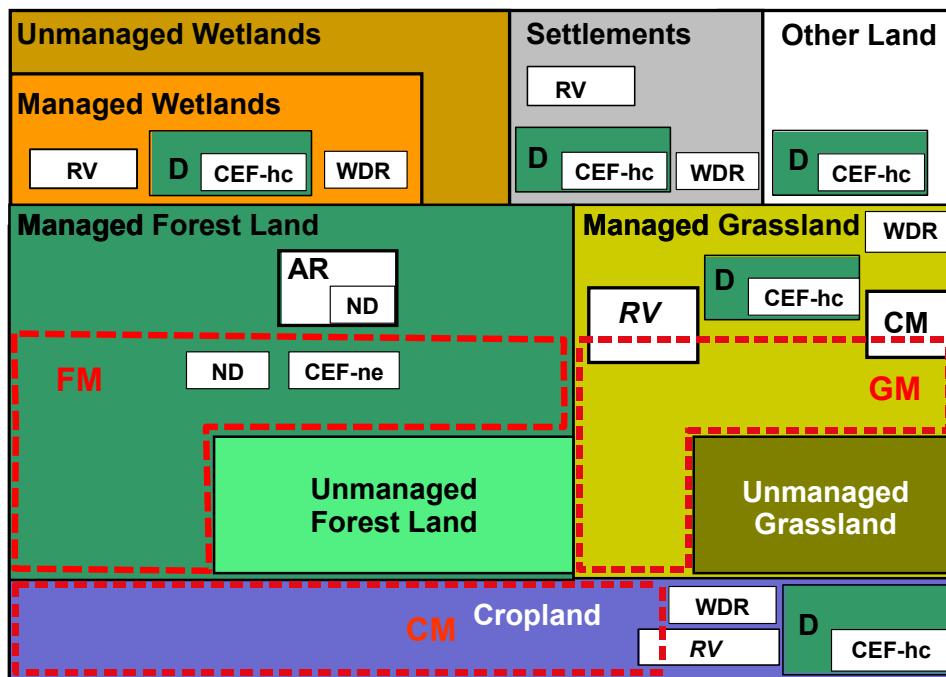 Unmanaged Wetlands
Settlements
Other Land
RV
Managed Wetlands
RV
D
CEF-hc
WDR
D
CEF-hc
WDR
D
CEF-hc
Managed Forest Land
AR
ND
Managed Grassland
WDR
D
CEF-hc
RV
CM
FM
ND
CEF-ne
GM
Unmanaged
Forest Land
Unmanaged
Grassland
CM
Cropland
WDR
RV
D
CEF-hc